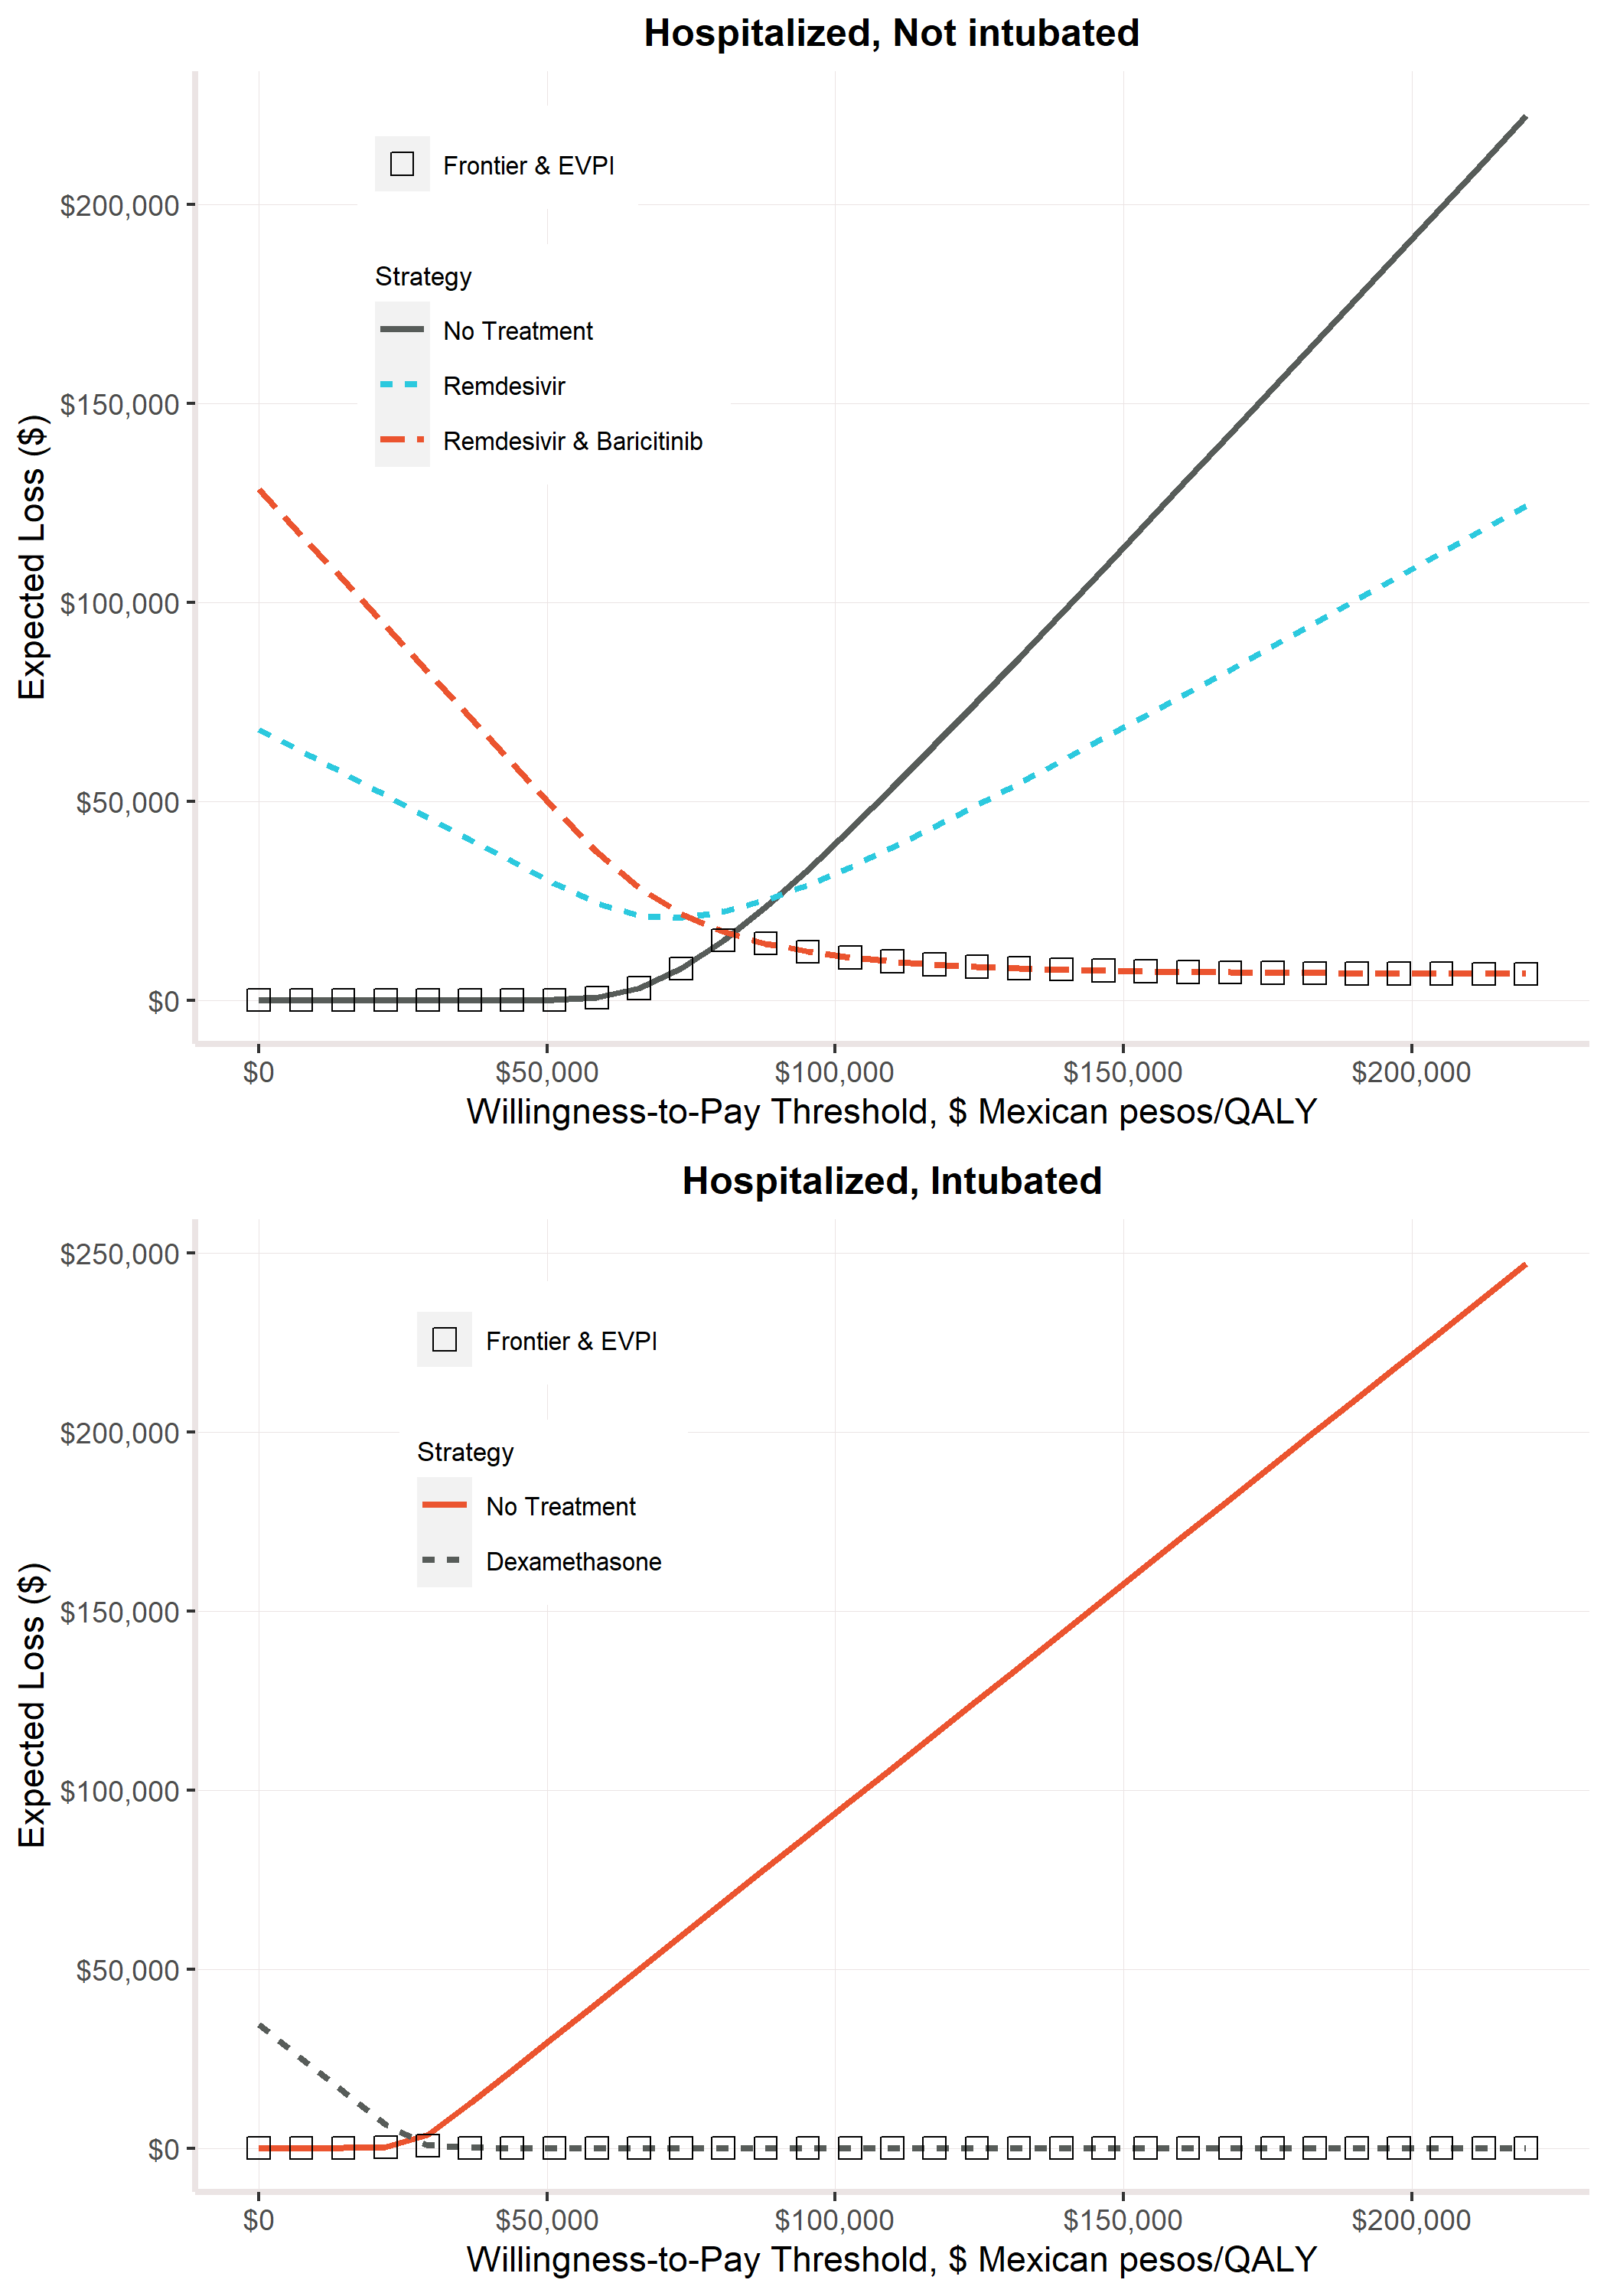 Hospitalized, Not intubated
Frontier & EVPI
Strategy
No Treatment
Remdesivir
Remdesivir & Baricitinib
Expected Loss ($)
$200,000
$150,000
$100,000
$50,000
$0
$0
$50,000
$100,000
$150,000
$200,000
Willingness-to-Pay Threshold, $ Mexican pesos/QALY
Hospitalized, Intubated
Frontier & EVPI
Strategy
No Treatment
Dexamethasone
Expected Loss ($)
$250,000
$200,000
$150,000
$100,000
$50,000
$0
$0
$50,000
$100,000
$150,000
$200,000
Willingness-to-Pay Threshold, $ Mexican pesos/QALY